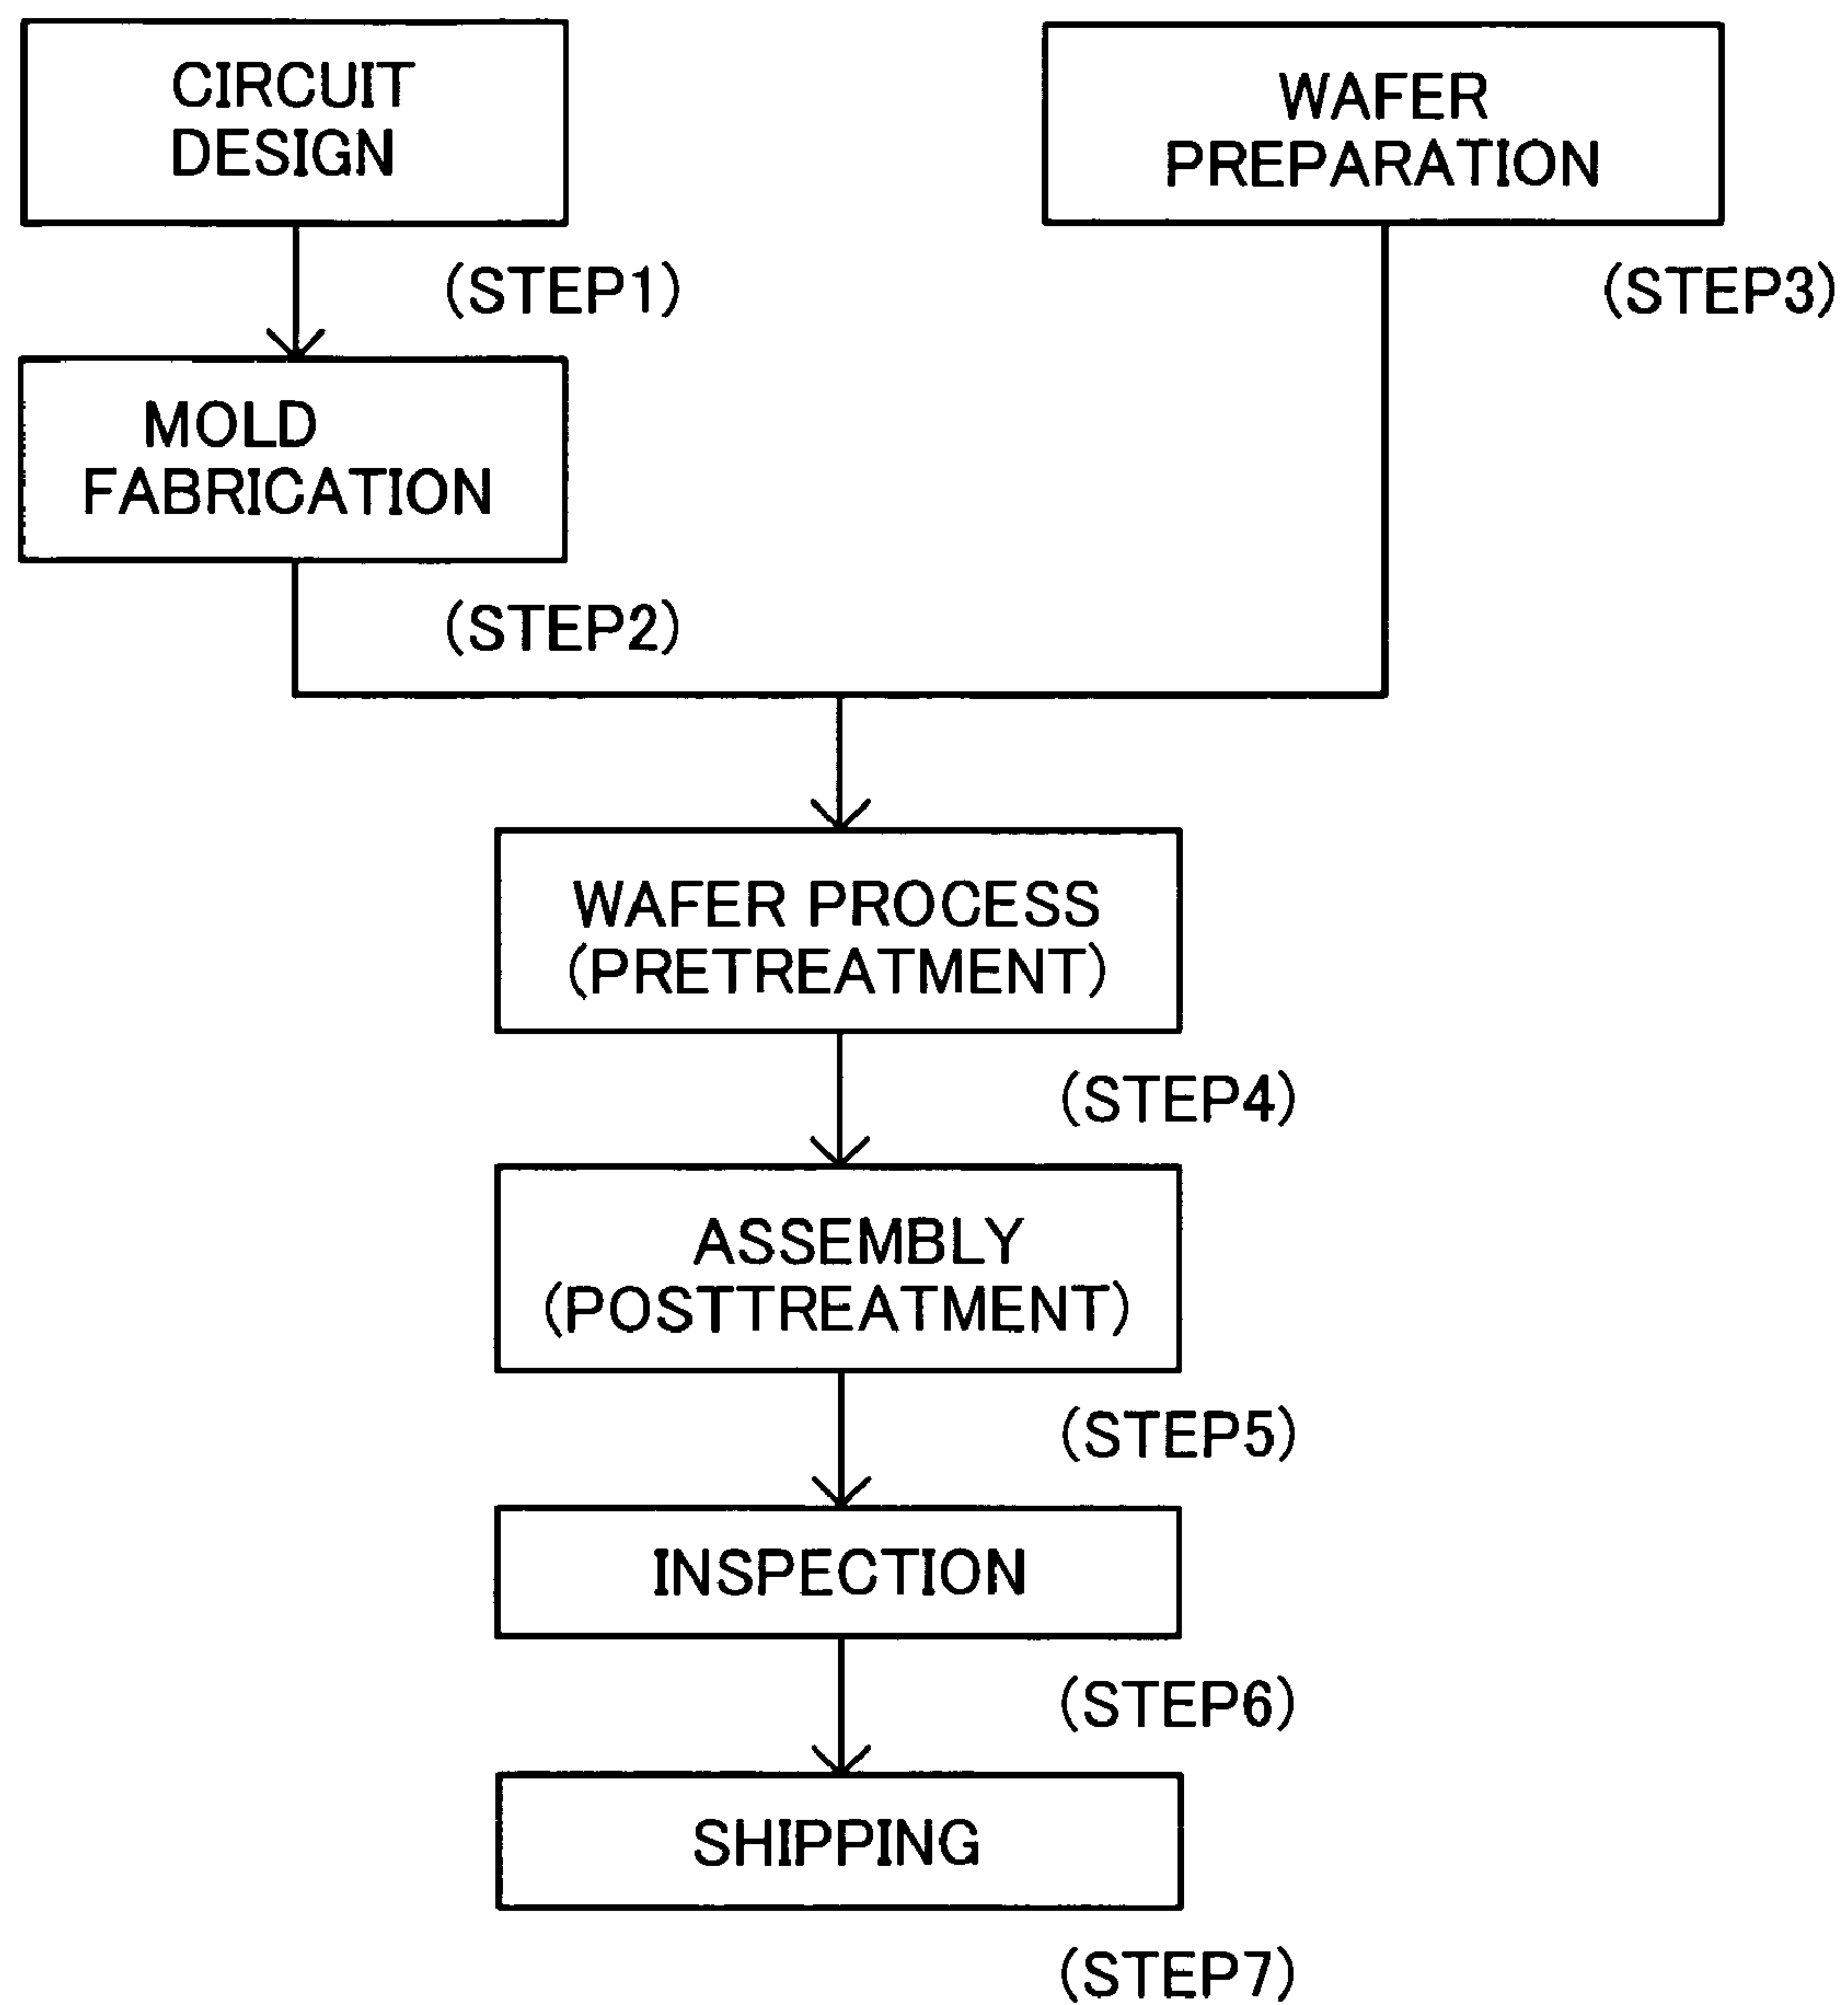 CIRCUIT
DESIGN
(STEP1)
MOLD
FABRICATION
(STEP2)
WAFER
PREPARATION
(STEP3)
WAFER PROCESS
(PRETREATMENT)
(STEP4)
ASSEMBLY
(POSTTREATMENT)
(STEP5)
INSPECTION
(STEP6)
SHIPPING
(STEP7)